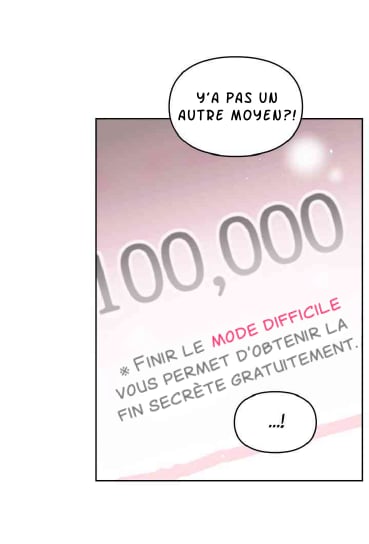 Y'A PAS UN
AUTRE MOYEN?!
100,000
※ FINIR LE MODE DIFFICILE
VOUS PERMET D'OBTENIR LA
FIN SECRÈTE GRATUITEMENT.
...!